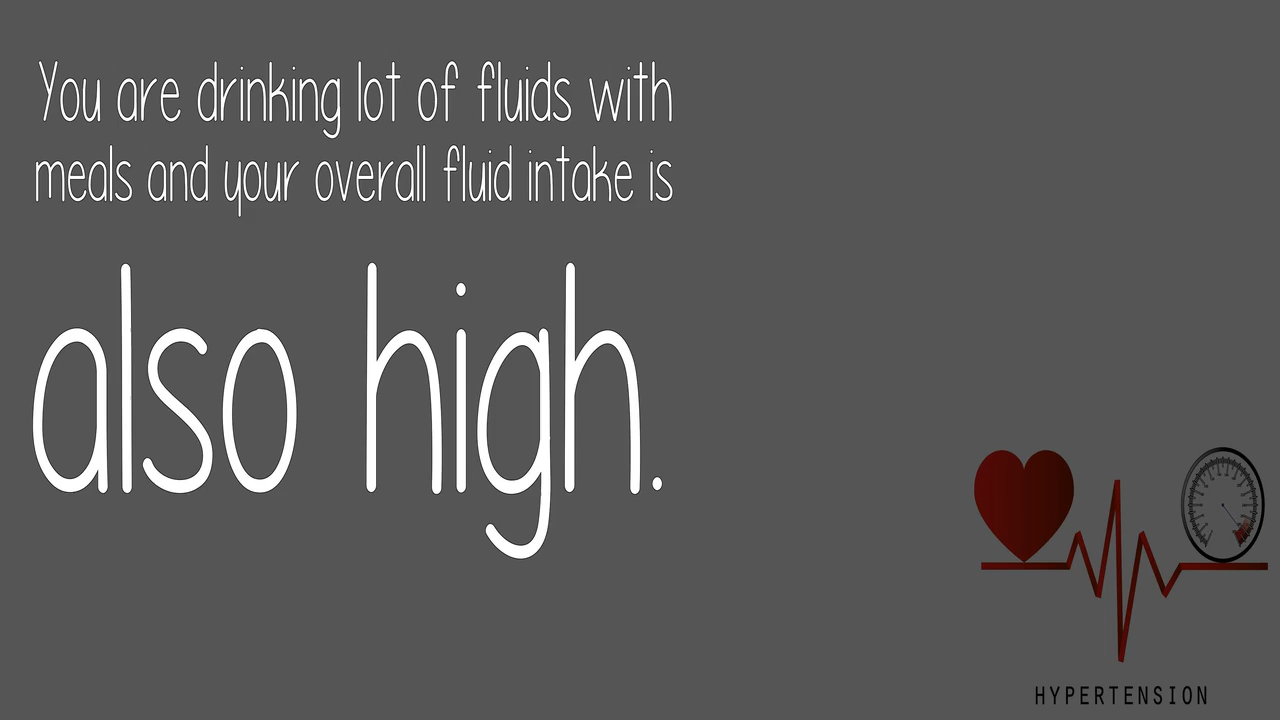 You are drinking lot of fluids with
meals and your overall fluid intake is
also high.
HYPERTENSION